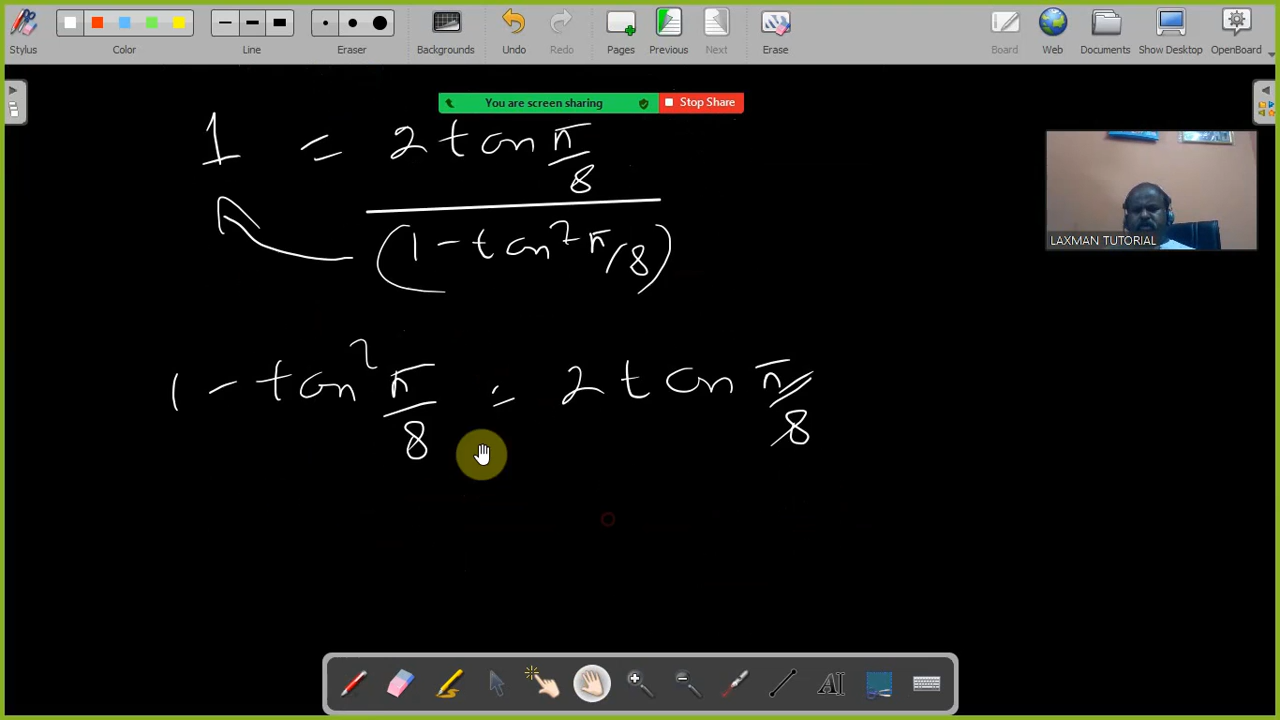 Stylus Color Line Eraser Backgrounds Undo Redo Pages Previous Next Erase Board Web Documents Show Desktop OpenBoard
You are screen sharing Stop Share
1 = 2 tan π/8
(1 - tan² π/8)
LAXMAN TUTORIAL
1 - tan² π/8 = 2 tan π/8
AI